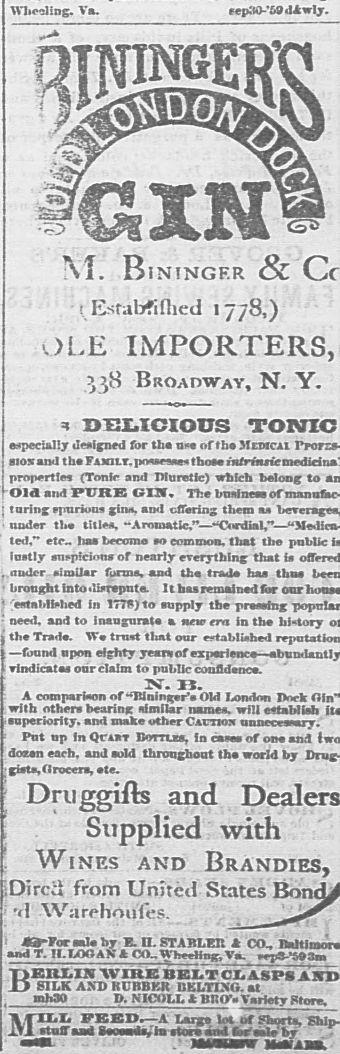 Wheeling, Va. sep30-'59 d&wly.
BININGER'S
OLD LONDON DOCK
GIN
M. BININGER & Co
(Establiſhed 1778,)
OLE IMPORTERS,
338 BROADWAY, N. Y.
A DELICIOUS TONIC
especially designed for the use of the MEDICAL PROFES-
SION and the FAMILY, possesses those intrinsic medicinal
properties (Tonic and Diuretic) which belong to an
Old and PURE GIN. The business of manufac-
turing spurious gins, and offering them as beverages,
under the titles, "Aromatic,"—"Cordial,"—"Medica-
ted," etc., has become so common, that the public is
justly suspicious of nearly everything that is offered
under similar forms, and the trade has thus been
brought into disrepute. It has remained for our house
(established in 1778) to supply the pressing popular
need, and to inaugurate a new era in the history of
the Trade. We trust that our established reputation
—found upon eighty years of experience—abundantly
vindicates our claim to public confidence.
N. B.
A comparison of "Bininger's Old London Dock Gin"
with others bearing similar names, will establish its
superiority, and make other CAUTION unnecessary.
Put up in QUART BOTTLES, in cases of one and two
dozen each, and sold throughout the world by Drug-
gists, Grocers, etc.
Druggiſts and Dealers
Supplied with
WINES AND BRANDIES,
Direct from United States Bond
'd Warehouſes.
☞For sale by E. H. STABLER & CO., Baltimore
and T. H. LOGAN & CO., Wheeling, Va. sep3-'59 3m
BERLIN WIRE BELT CLASPS AND
SILK AND RUBBER BELTING, at
mh30 D. NICOLL & BRO's Variety Store,
MILL FEED.—A Large lot of Shorts, Ship-
stuff and Seconds, in store and for sale by